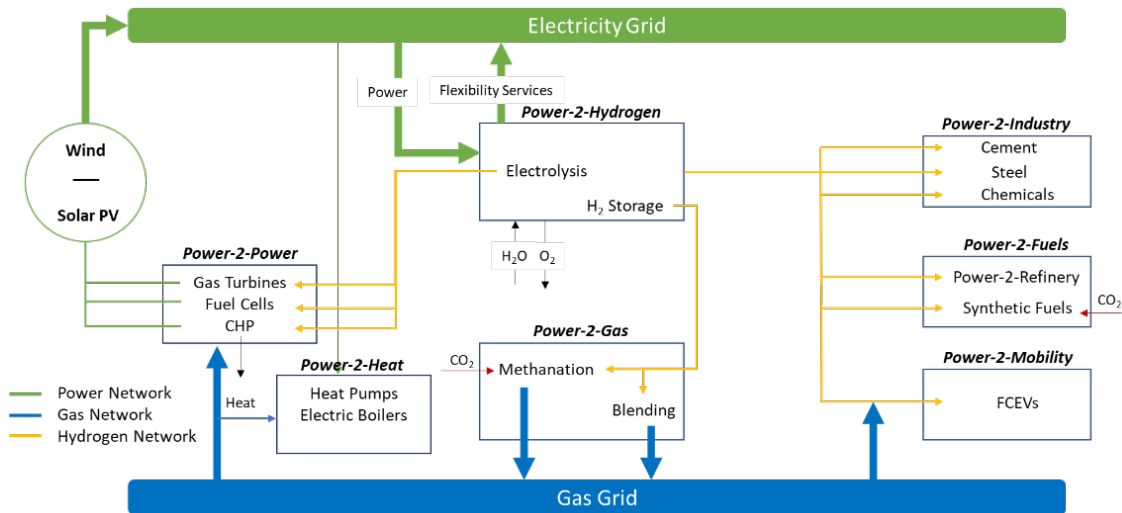 Electricity Grid
Power
Flexibility Services
Power-2-Hydrogen
Electrolysis
H₂ Storage
H₂O
O₂
Wind
Solar PV
Power-2-Power
Gas Turbines
Fuel Cells
CHP
Heat
Power-2-Heat
Heat Pumps
Electric Boilers
Power-2-Gas
CO₂
Methanation
Blending
Power-2-Industry
Cement
Steel
Chemicals
Power-2-Fuels
Power-2-Refinery
Synthetic Fuels
CO₂
Power-2-Mobility
FCEVs
Power Network
Gas Network
Hydrogen Network
Gas Grid